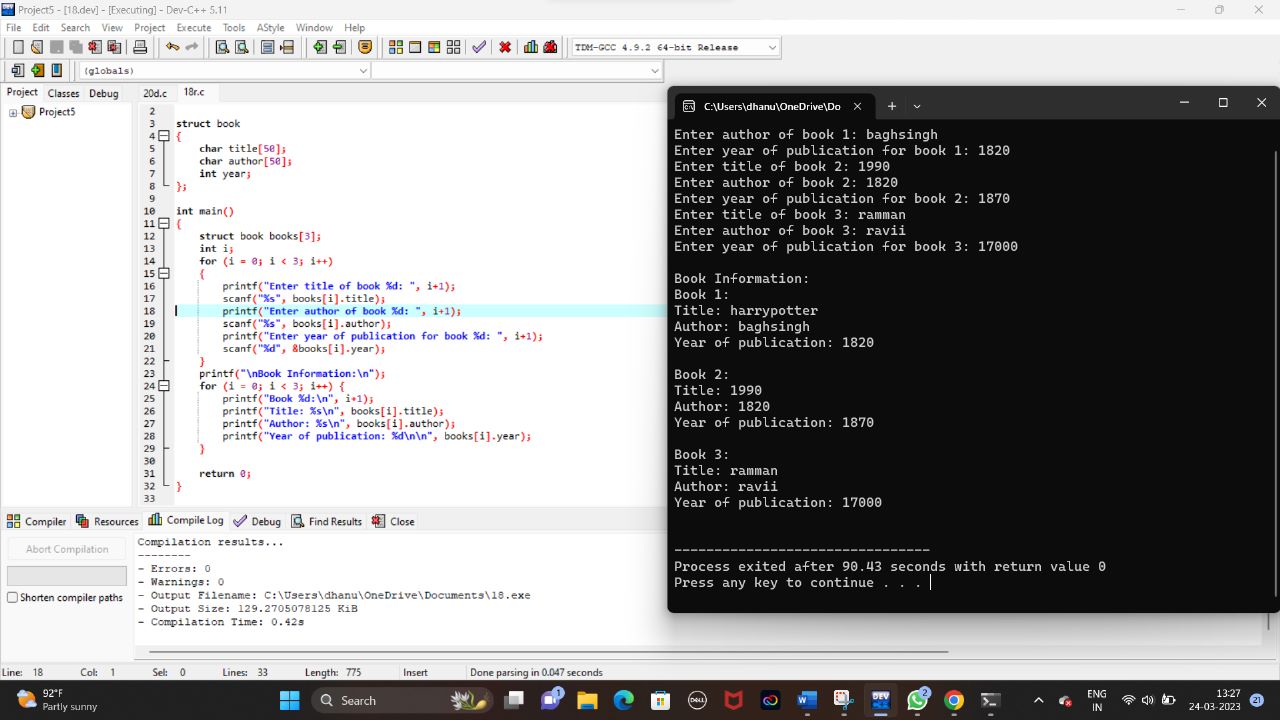 Project5 - [18.dev] - [Executing] - Dev-C++ 5.11
File Edit Search View Project Execute Tools AStyle Window Help
TDM-GCC 4.9.2 64-bit Release
(globals)
Project Classes Debug
Project5
20d.c 18r.c
2
3 struct book
4 {
5 char title[50];
6 char author[50];
7 int year;
8 };
9
10 int main()
11 {
12 struct book books[3];
13 int i;
14 for (i = 0; i < 3; i++)
15 {
16 printf("Enter title of book %d: ", i+1);
17 scanf("%s", books[i].title);
18 printf("Enter author of book %d: ", i+1);
19 scanf("%s", books[i].author);
20 printf("Enter year of publication for book %d: ", i+1);
21 scanf("%d", &books[i].year);
22 }
23 printf("\nBook Information:\n");
24 for (i = 0; i < 3; i++) {
25 printf("Book %d:\n", i+1);
26 printf("Title: %s\n", books[i].title);
27 printf("Author: %s\n", books[i].author);
28 printf("Year of publication: %d\n\n", books[i].year);
29 }
30
31 return 0;
32 }
33
C:\Users\dhanu\OneDrive\Do
Enter author of book 1: baghsingh
Enter year of publication for book 1: 1820
Enter title of book 2: 1990
Enter author of book 2: 1820
Enter year of publication for book 2: 1870
Enter title of book 3: ramman
Enter author of book 3: ravii
Enter year of publication for book 3: 17000
Book Information:
Book 1:
Title: harrypotter
Author: baghsingh
Year of publication: 1820
Book 2:
Title: 1990
Author: 1820
Year of publication: 1870
Book 3:
Title: ramman
Author: ravii
Year of publication: 17000
--------------------------------
Process exited after 90.43 seconds with return value 0
Press any key to continue . . .
Compiler Resources Compile Log Debug Find Results Close
Abort Compilation
Shorten compiler paths
Compilation results...
--------
- Errors: 0
- Warnings: 0
- Output Filename: C:\Users\dhanu\OneDrive\Documents\18.exe
- Output Size: 129.2705078125 KiB
- Compilation Time: 0.42s
Line: 18 Col: 1 Sel: 0 Lines: 33 Length: 775 Insert Done parsing in 0.047 seconds
92°F
Partly sunny
Search
1
DELL
DEV
2
ENG
IN
13:27
24-03-2023
21